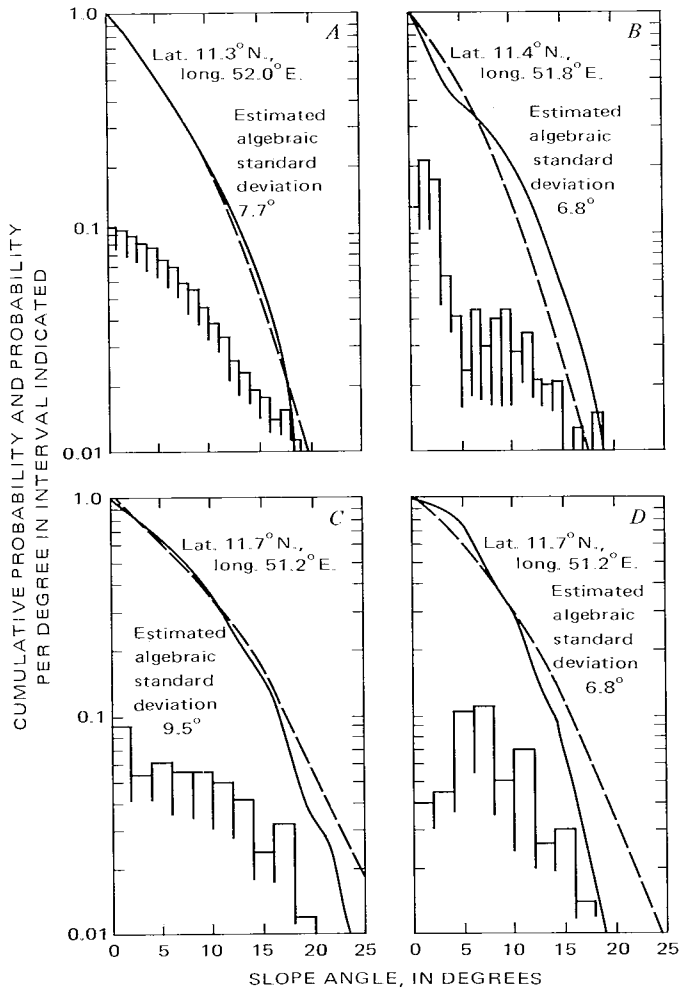 CUMULATIVE PROBABILITY AND PROBABILITY
PER DEGREE IN INTERVAL INDICATED
1.0
0.1
0.01
A
Lat. 11.3°N.,
long. 52.0°E.
Estimated
algebraic
standard
deviation
7.7°
B
Lat. 11.4°N.,
long. 51.8°E.
Estimated
algebraic
standard
deviation
6.8°
1.0
0.1
0.01
C
Lat. 11.7°N.,
long. 51.2°E.
Estimated
algebraic
standard
deviation
9.5°
D
Lat. 11.7°N.,
long. 51.2°E.
Estimated
algebraic
standard
deviation
6.8°
0 5 10 15 20 25 0 5 10 15 20 25
SLOPE ANGLE, IN DEGREES